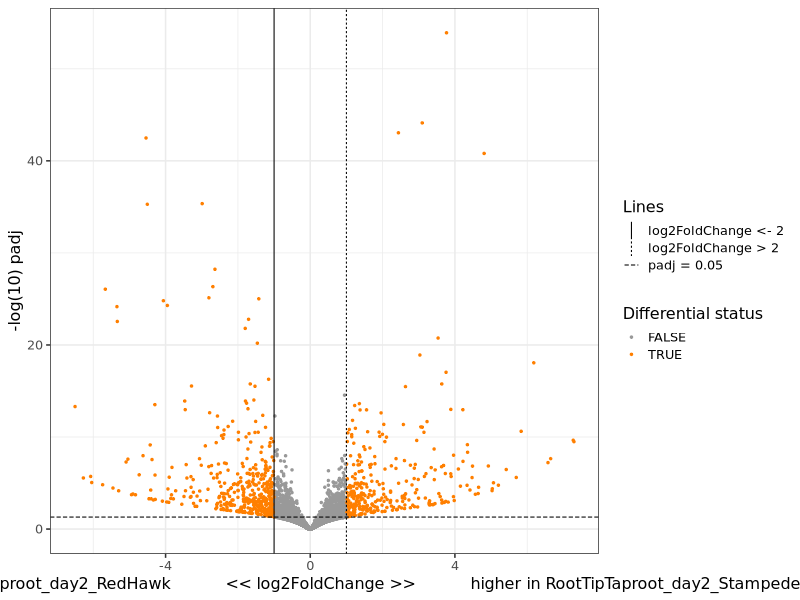 -log(10) padj
40
20
0
-4
0
4
proot_day2_RedHawk << log2FoldChange >> higher in RootTipTaproot_day2_Stampede
Lines
log2FoldChange <- 2
log2FoldChange > 2
padj = 0.05
Differential status
FALSE
TRUE